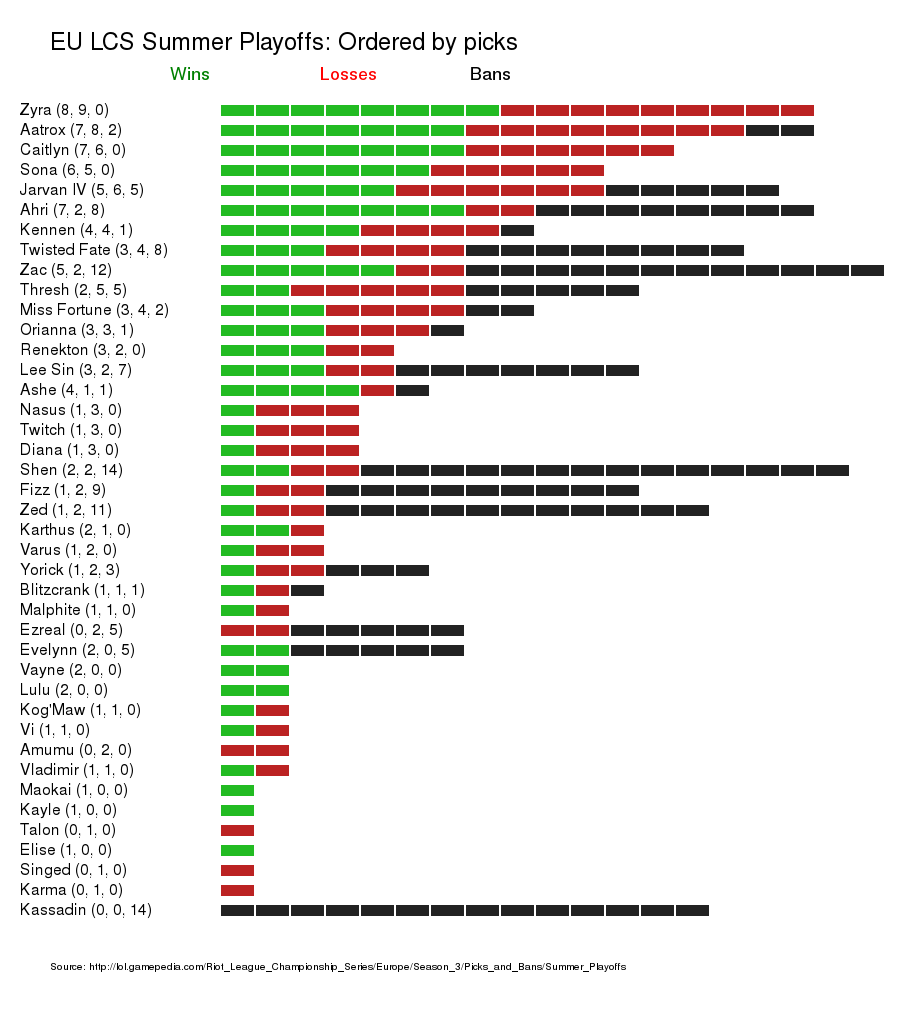 EU LCS Summer Playoffs: Ordered by picks
Wins Losses Bans
Zyra (8, 9, 0)
Aatrox (7, 8, 2)
Caitlyn (7, 6, 0)
Sona (6, 5, 0)
Jarvan IV (5, 6, 5)
Ahri (7, 2, 8)
Kennen (4, 4, 1)
Twisted Fate (3, 4, 8)
Zac (5, 2, 12)
Thresh (2, 5, 5)
Miss Fortune (3, 4, 2)
Orianna (3, 3, 1)
Renekton (3, 2, 0)
Lee Sin (3, 2, 7)
Ashe (4, 1, 1)
Nasus (1, 3, 0)
Twitch (1, 3, 0)
Diana (1, 3, 0)
Shen (2, 2, 14)
Fizz (1, 2, 9)
Zed (1, 2, 11)
Karthus (2, 1, 0)
Varus (1, 2, 0)
Yorick (1, 2, 3)
Blitzcrank (1, 1, 1)
Malphite (1, 1, 0)
Ezreal (0, 2, 5)
Evelynn (2, 0, 5)
Vayne (2, 0, 0)
Lulu (2, 0, 0)
Kog'Maw (1, 1, 0)
Vi (1, 1, 0)
Amumu (0, 2, 0)
Vladimir (1, 1, 0)
Maokai (1, 0, 0)
Kayle (1, 0, 0)
Talon (0, 1, 0)
Elise (1, 0, 0)
Singed (0, 1, 0)
Karma (0, 1, 0)
Kassadin (0, 0, 14)
Source: http://lol.gamepedia.com/Riot_League_Championship_Series/Europe/Season_3/Picks_and_Bans/Summer_Playoffs